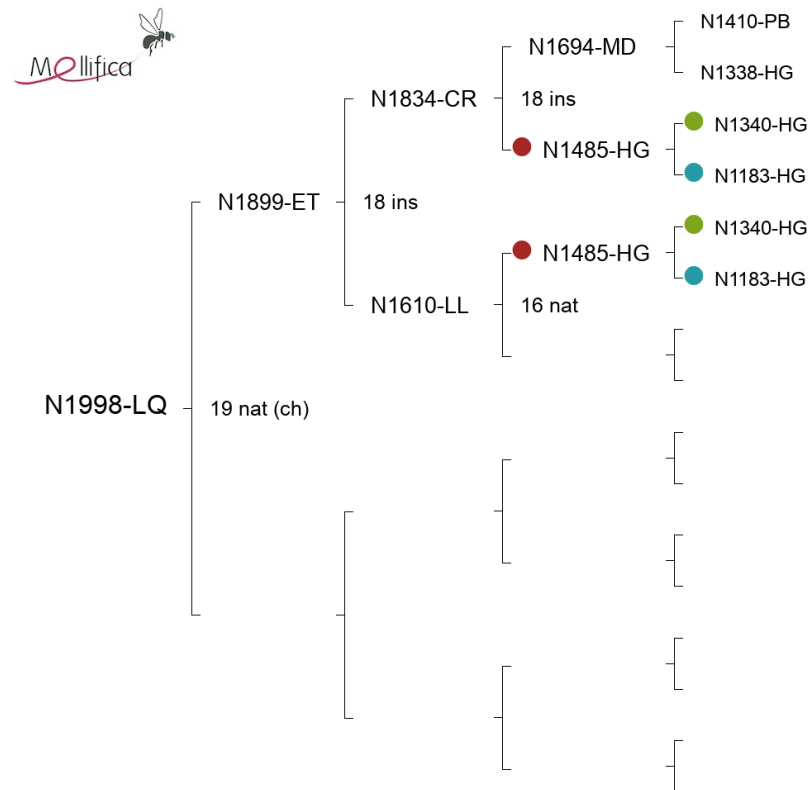 Mellifica
N1410-PB
N1694-MD
N1338-HG
N1834-CR
18 ins
N1340-HG
N1485-HG
N1183-HG
N1899-ET
18 ins
N1340-HG
N1485-HG
N1183-HG
N1610-LL
16 nat
N1998-LQ
19 nat (ch)